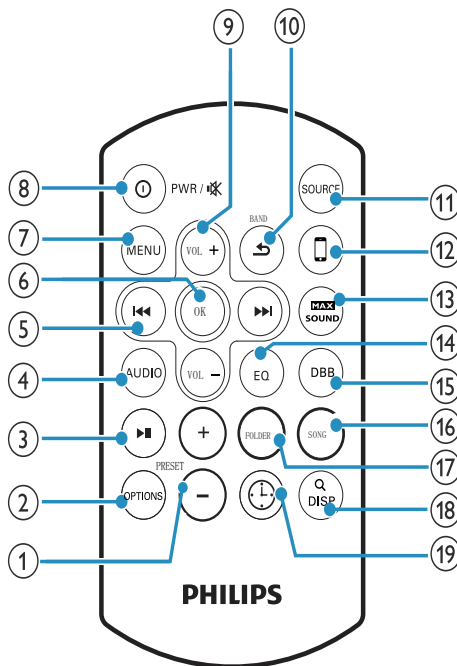 9 10
8 PWR / SOURCE 11
BAND
7 MENU VOL + 12
6 OK MAX SOUND 13
5 14
4 AUDIO VOL − EQ DBB 15
3 + FOLDER SONG 16
PRESET 17
2 OPTIONS − DISP 18
1 19
PHILIPS